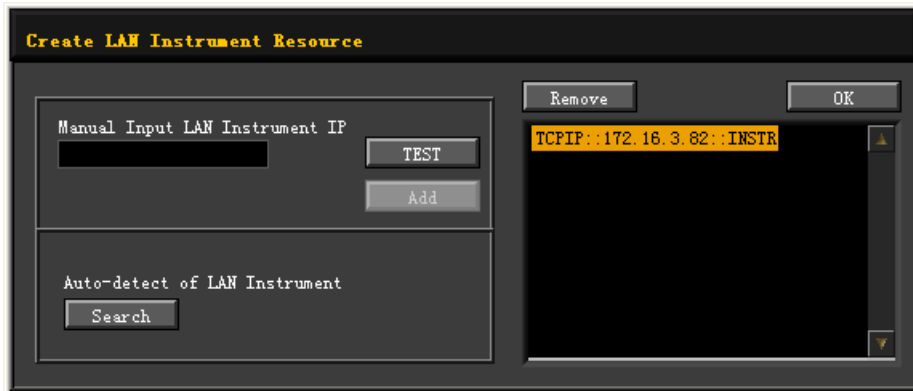 Create LAN Instrument Resource
Manual Input LAN Instrument IP
TEST
Add
Auto-detect of LAN Instrument
Search
Remove
OK
TCPIP::172.16.3.82::INSTR